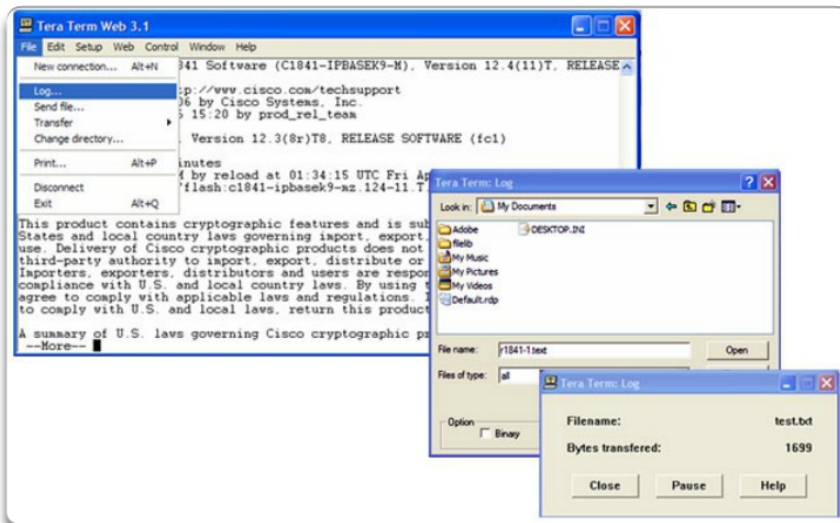 Tera Term Web 3.1
File Edit Setup Web Control Window Help
New connection... Alt+N
Log...
Send file...
Transfer
Change directory...
Print... Alt+P
Disconnect
Exit Alt+Q
841 Software (C1841-IPBASEK9-M), Version 12.4(11)T, RELEASE
tp://www.cisco.com/techsupport
06 by Cisco Systems, Inc.
15:20 by prod_rel_team
Version 12.3(8r)T8, RELEASE SOFTWARE (fc1)
inutes
by reload at 01:34:15 UTC Fri Ap
flash:c1841-ipbasek9-mz.124-11.T
This product contains cryptographic features and is sub
States and local country laws governing import, export,
use. Delivery of Cisco cryptographic products does not
third-party authority to import, export, distribute or
Importers, exporters, distributors and users are respon
compliance with U.S. and local country laws. By using t
agree to comply with applicable laws and regulations. I
to comply with U.S. and local laws, return this product
A summary of U.S. laws governing Cisco cryptographic pr
--More--
Tera Term: Log
Look in: My Documents
Adobe
filelib
My Music
My Pictures
My Videos
Default.rdp
DESKTOP.INI
File name: r1841-1.text Open
Files of type: all
Option
Binary
Tera Term: Log
Filename: test.txt
Bytes transfered: 1699
Close Pause Help